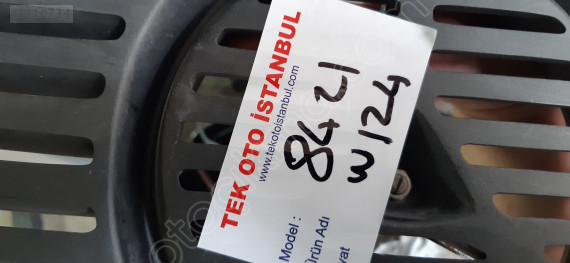 TEK OTO İSTANBUL
www.tekotoistanbul.com
8421
W124
Model :
Ürün Adı
yat